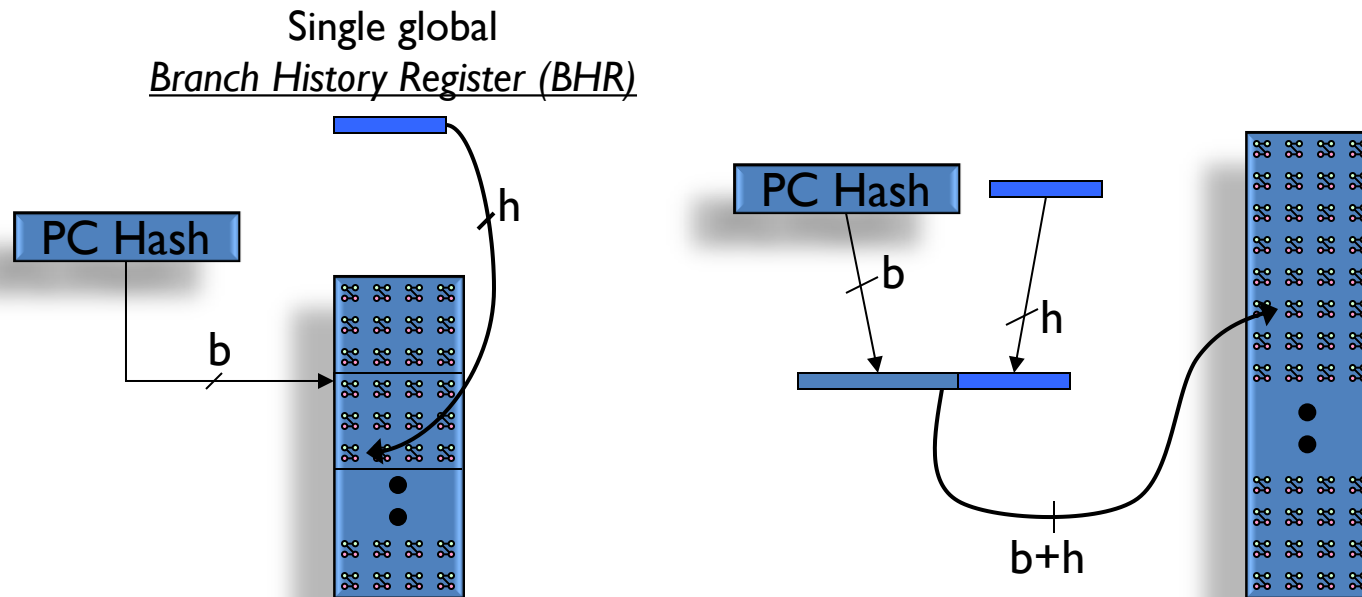 Single global
Branch History Register (BHR)
PC Hash
h
b
PC Hash
b
h
b+h